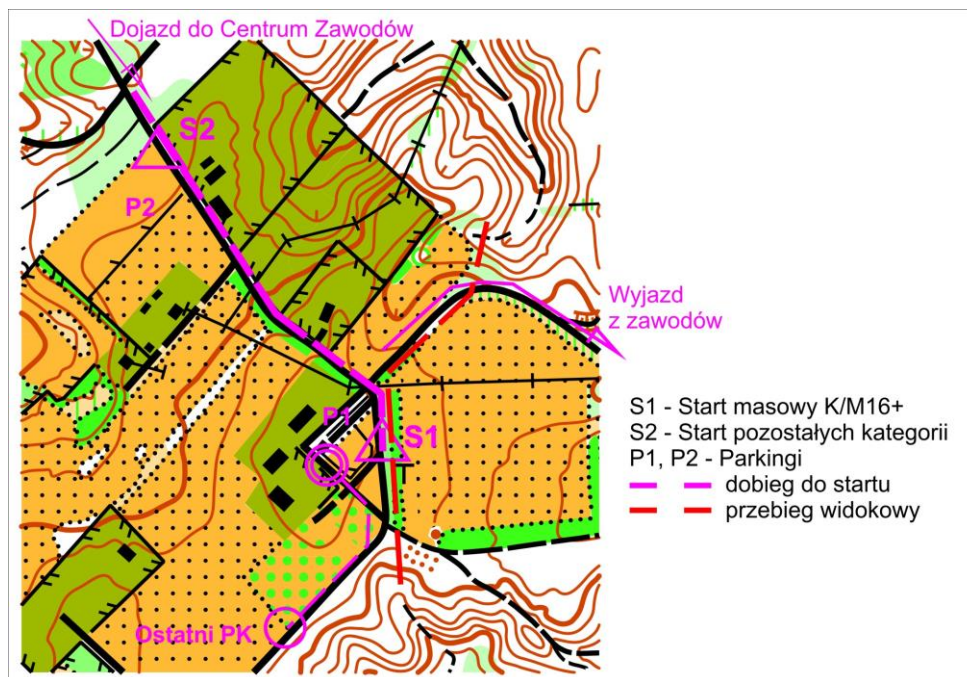 Dojazd do Centrum Zawodów
S2
P2
Wyjazd
z zawodów
P1
S1
S1 - Start masowy K/M16+
S2 - Start pozostałych kategorii
P1, P2 - Parkingi
dobieg do startu
przebieg widokowy
Ostatni PK